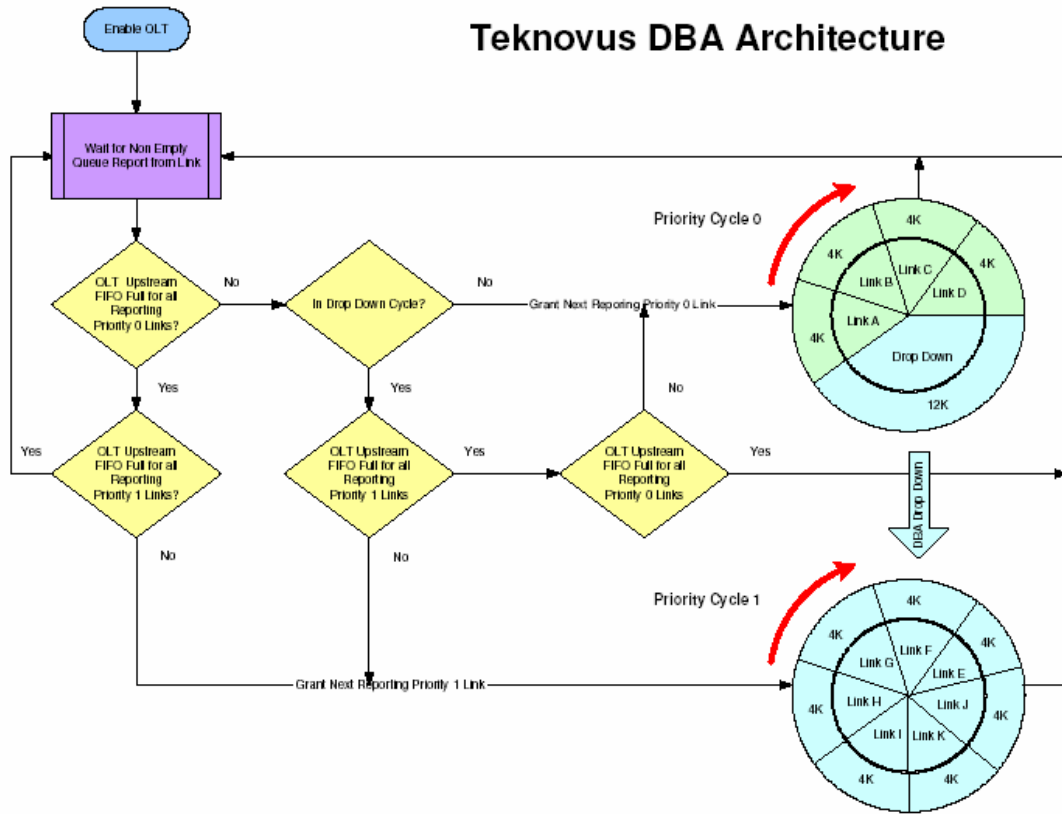 Enable OLT
Teknovus DBA Architecture
Wait for Non Empty
Queue Report from Link
Priority Cycle 0
4K
4K
4K
4K
Link A
Link B
Link C
Link D
Drop Down
12K
OLT Upstream
FIFO Full for all
Reporting
Priority 0 Links?
No
In Drop Down Cycle?
No
Grant Next Reporing Priority 0 Link
Yes
Yes
No
Yes
OLT Upstream
FIFO Full for all
Reporting
Priority 1 Links?
OLT Upstream
FIFO Full for all
Reporting
Priority 1 Links
Yes
OLT Upstream
FIFO Full for all
Reporting
Priority 0 Links
Yes
DBA Drop Down
No
No
Priority Cycle 1
4K
4K
4K
4K
4K
4K
4K
Link F
Link G
Link E
Link H
Link J
Link I
Link K
Grant Next Reporting Priority 1 Link